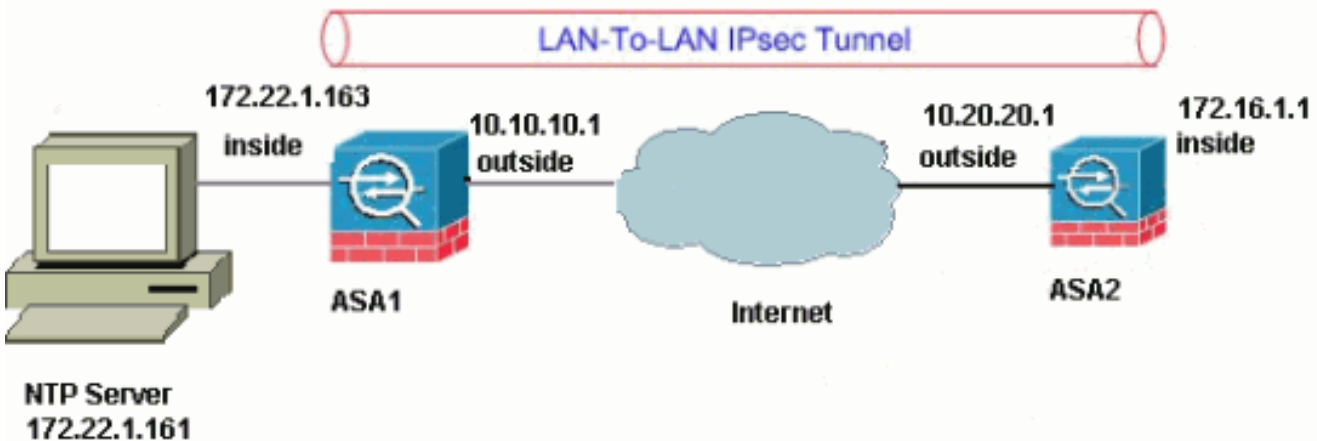 LAN-To-LAN IPsec Tunnel
172.22.1.163
inside
10.10.10.1
outside
10.20.20.1
outside
172.16.1.1
inside
ASA1
Internet
ASA2
NTP Server
172.22.1.161